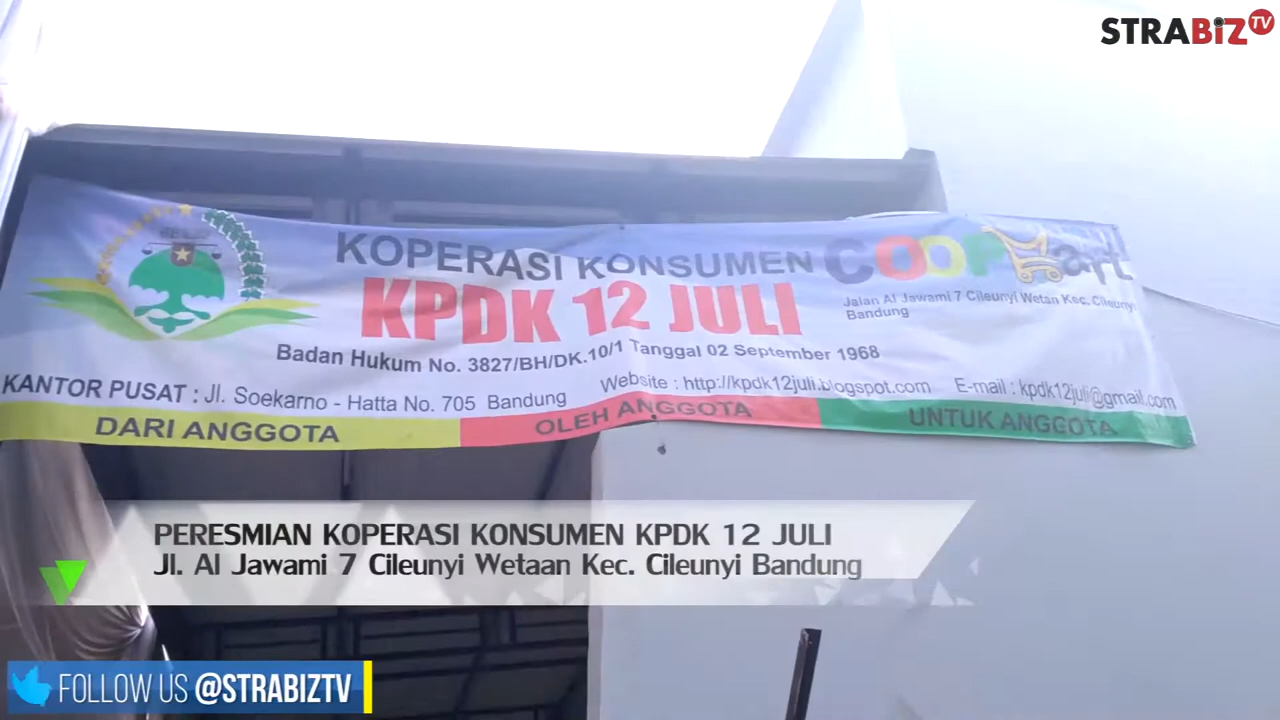 STRABIZ TV
KOPERASI KONSUMEN
KPDK 12 JULI
COOP art
Jalan Al Jawami 7 Cileunyi Wetan Kec. Cileunyi
Bandung
Badan Hukum No. 3827/BH/DK.10/1 Tanggal 02 September 1968
KANTOR PUSAT : Jl. Soekarno - Hatta No. 705 Bandung
Website : http://kpdk12juli.blogspot.com E-mail : kpdk12juli@gmail.com
DARI ANGGOTA OLEH ANGGOTA UNTUK ANGGOTA
PERESMIAN KOPERASI KONSUMEN KPDK 12 JULI
Jl. Al Jawami 7 Cileunyi Wetaan Kec. Cileunyi Bandung
FOLLOW US @STRABIZTV